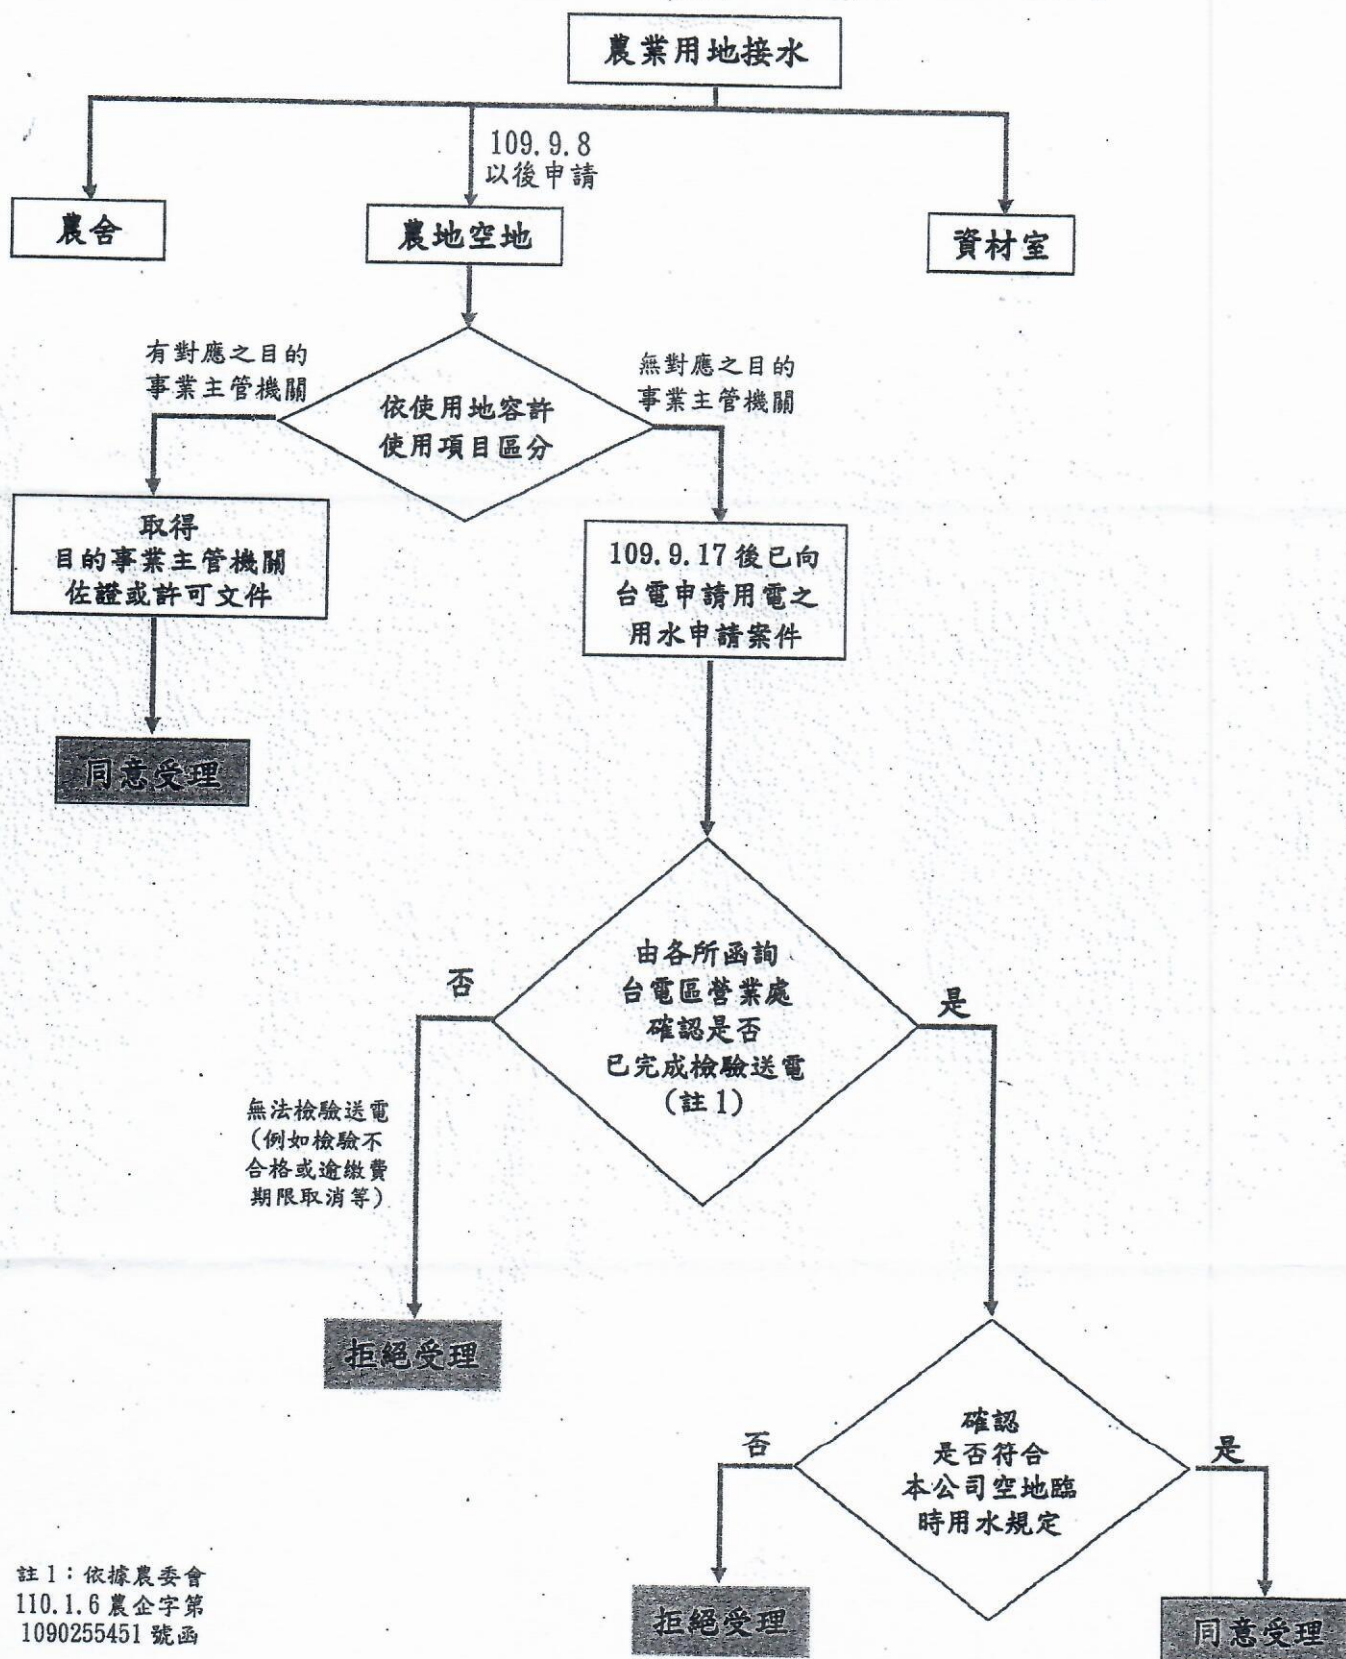 農業用地接水
109.9.8
以後申請
農舍
農地空地
資材室
有對應之目的
事業主管機關
無對應之目的
事業主管機關
依使用地容許
使用項目區分
取得
目的事業主管機關
佐證或許可文件
109.9.17後已向
台電申請用電之
用水申請案件
同意受理
由各所函詢
台電區營業處
確認是否
已完成檢驗送電
(註1)
否
是
無法檢驗送電
(例如檢驗不
合格或逾繳費
期限取消等)
拒絕受理
確認
是否符合
本公司空地臨
時用水規定
否
是
拒絕受理
同意受理
註1:依據農委會
110.1.6農企字第
1090255451號函